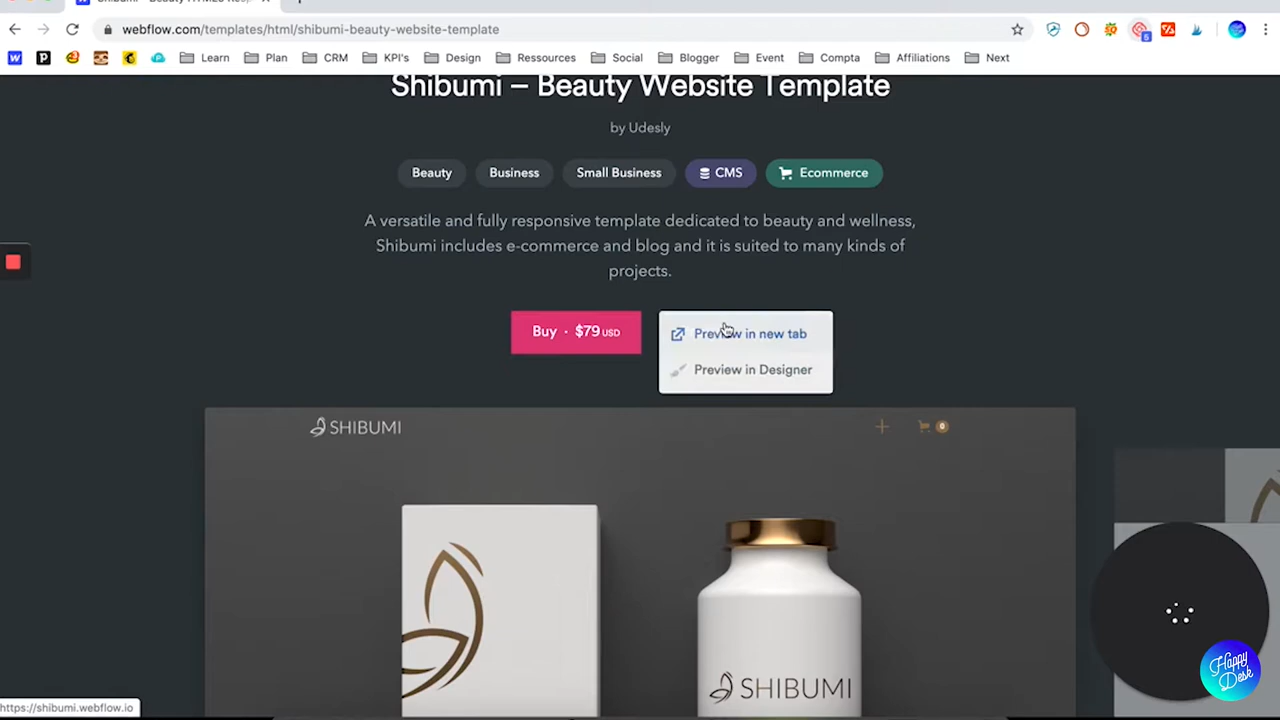 webflow.com/templates/html/shibumi-beauty-website-template
Learn
Plan
CRM
KPI's
Design
Ressources
Social
Blogger
Event
Compta
Affiliations
Next
Shibumi – Beauty Website Template
by Udesly
Beauty
Business
Small Business
CMS
Ecommerce
A versatile and fully responsive template dedicated to beauty and wellness,
Shibumi includes e-commerce and blog and it is suited to many kinds of
projects.
Buy · $79 USD
Preview in new tab
Preview in Designer
SHIBUMI
0
SHIBUMI
Happy
Desk
https://shibumi.webflow.io